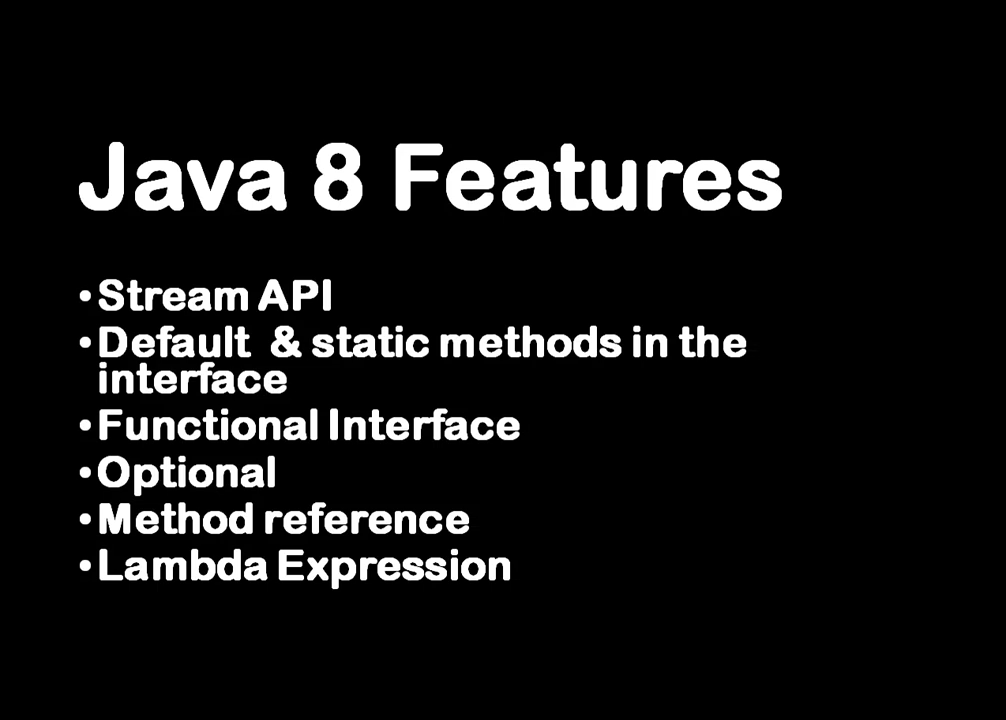 Java 8 Features
•Stream API
•Default & static methods in the
interface
•Functional Interface
•Optional
•Method reference
•Lambda Expression